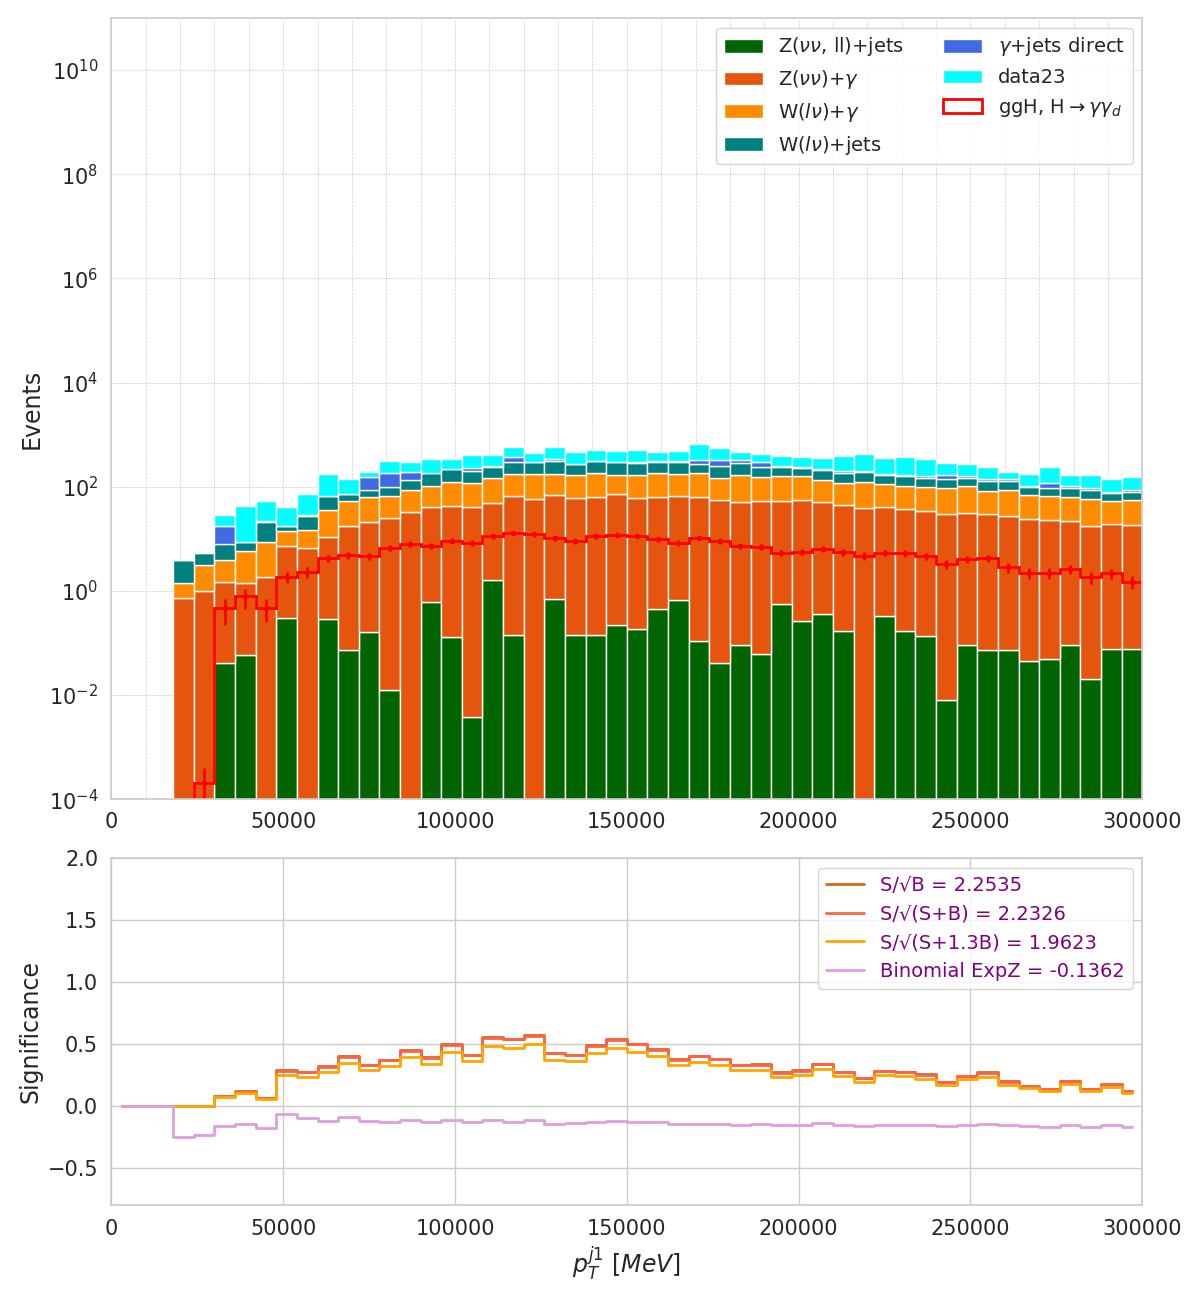 Z(νν, ll)+jets
Z(νν)+γ
W(lν)+γ
W(lν)+jets
γ+jets direct
data23
ggH, H→γγ_d
Events
10^10
10^8
10^6
10^4
10^2
10^0
10^−2
10^−4
0 50000 100000 150000 200000 250000 300000
S/√B = 2.2535
S/√(S+B) = 2.2326
S/√(S+1.3B) = 1.9623
Binomial ExpZ = -0.1362
Significance
2.0
1.5
1.0
0.5
0.0
−0.5
0 50000 100000 150000 200000 250000 300000
p_T^{j1} [MeV]